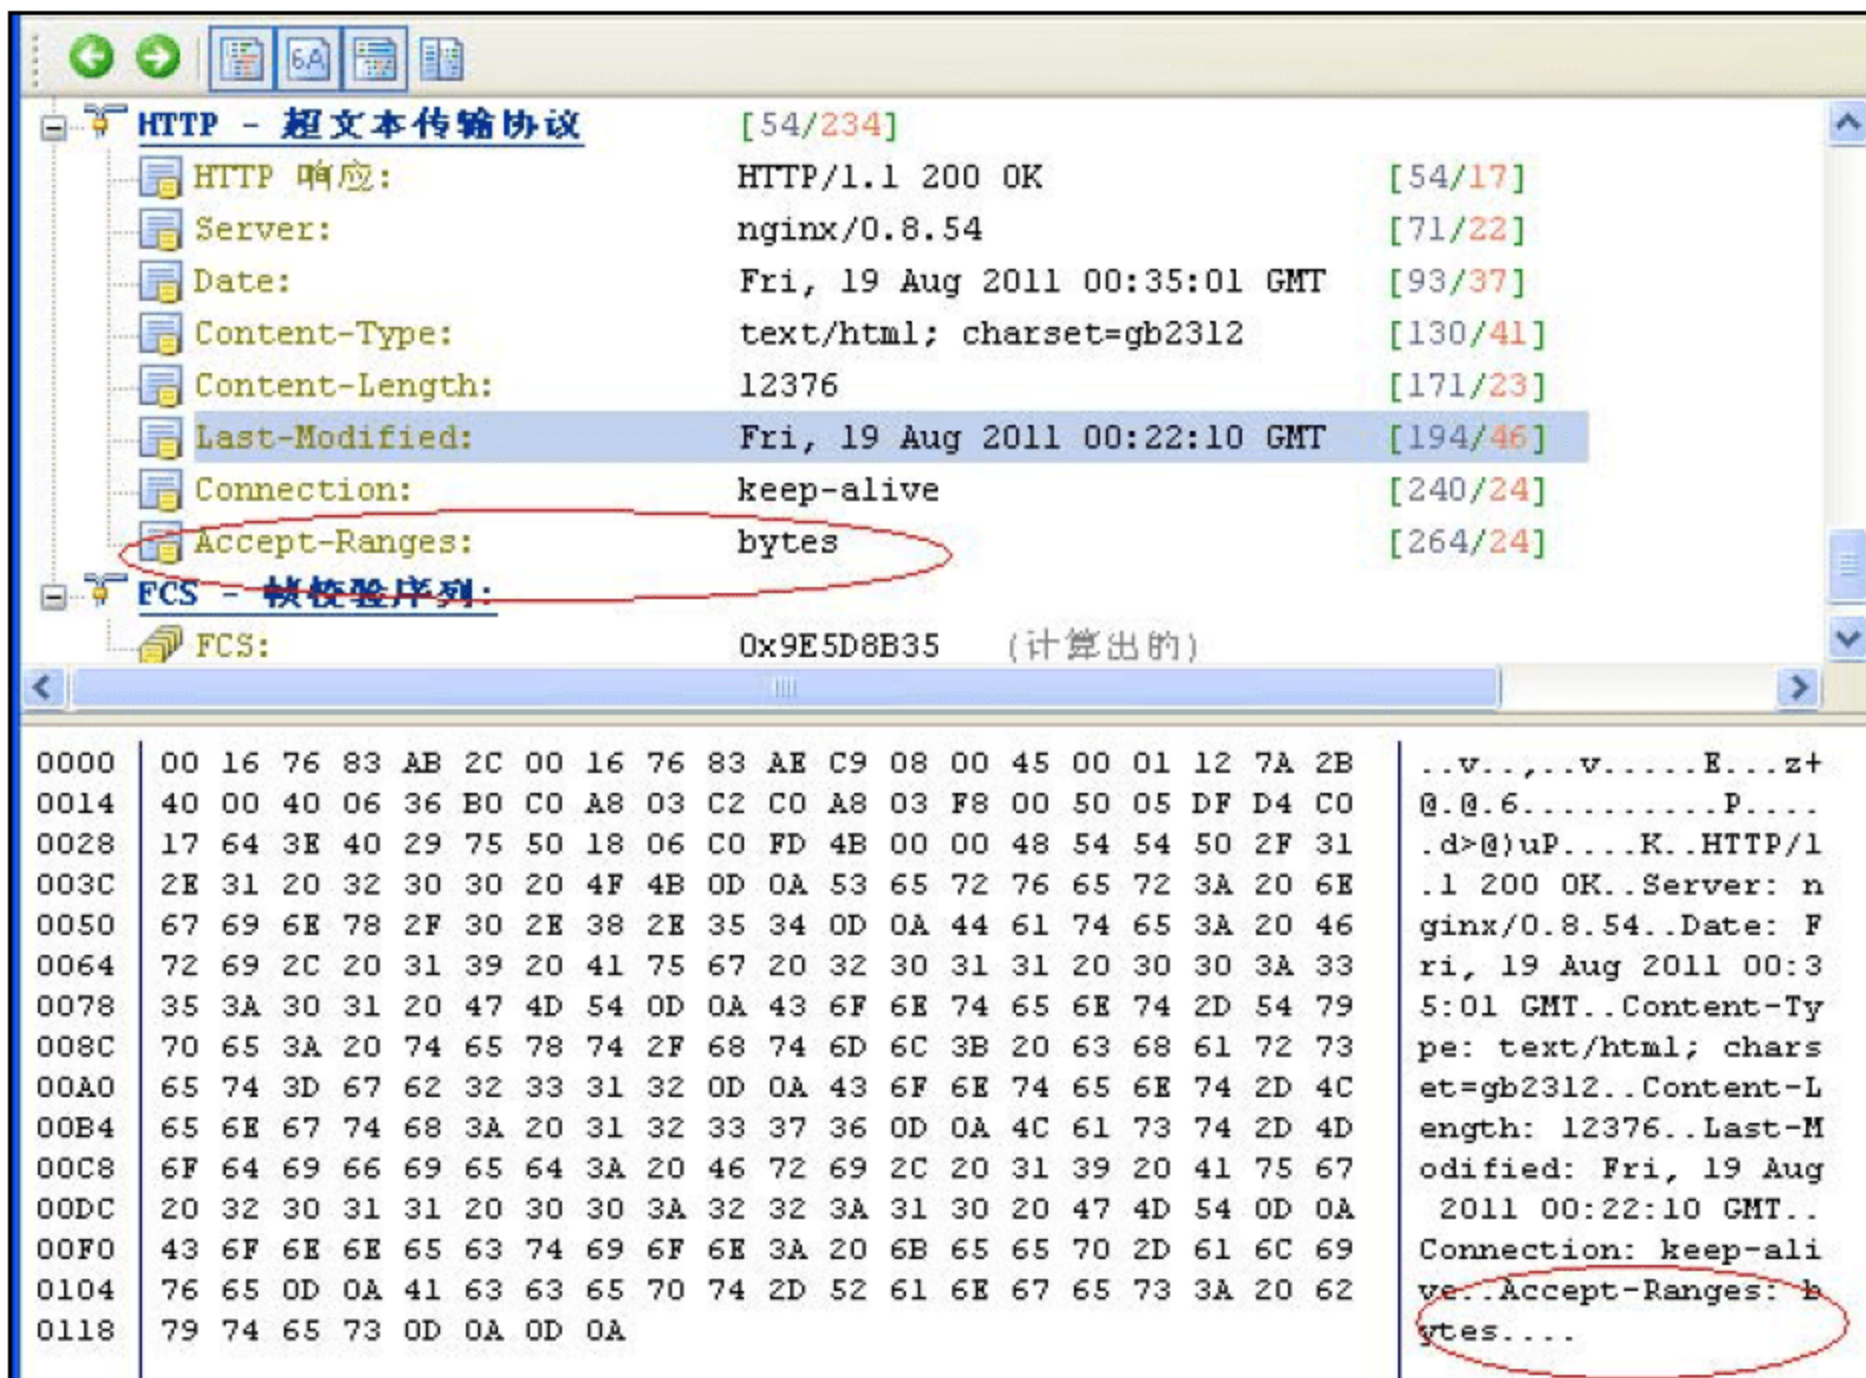 6A
HTTP - 超文本传输协议 [54/234]
HTTP 响应: HTTP/1.1 200 OK [54/17]
Server: nginx/0.8.54 [71/22]
Date: Fri, 19 Aug 2011 00:35:01 GMT [93/37]
Content-Type: text/html; charset=gb2312 [130/41]
Content-Length: 12376 [171/23]
Last-Modified: Fri, 19 Aug 2011 00:22:10 GMT [194/46]
Connection: keep-alive [240/24]
Accept-Ranges: bytes [264/24]
FCS - 帧校验序列:
FCS: 0x9E5D8B35 (计算出的)
0000 00 16 76 83 AB 2C 00 16 76 83 AE C9 08 00 45 00 01 12 7A 2B ..v..,..v.....E...z+
0014 40 00 40 06 36 B0 C0 A8 03 C2 C0 A8 03 F8 00 50 05 DF D4 C0 @.@.6..........P....
0028 17 64 3E 40 29 75 50 18 06 C0 FD 4B 00 00 48 54 54 50 2F 31 .d>@)uP....K..HTTP/1
003C 2E 31 20 32 30 30 20 4F 4B 0D 0A 53 65 72 76 65 72 3A 20 6E .1 200 OK..Server: n
0050 67 69 6E 78 2F 30 2E 38 2E 35 34 0D 0A 44 61 74 65 3A 20 46 ginx/0.8.54..Date: F
0064 72 69 2C 20 31 39 20 41 75 67 20 32 30 31 31 20 30 30 3A 33 ri, 19 Aug 2011 00:3
0078 35 3A 30 31 20 47 4D 54 0D 0A 43 6F 6E 74 65 6E 74 2D 54 79 5:01 GMT..Content-Ty
008C 70 65 3A 20 74 65 78 74 2F 68 74 6D 6C 3B 20 63 68 61 72 73 pe: text/html; chars
00A0 65 74 3D 67 62 32 33 31 32 0D 0A 43 6F 6E 74 65 6E 74 2D 4C et=gb2312..Content-L
00B4 65 6E 67 74 68 3A 20 31 32 33 37 36 0D 0A 4C 61 73 74 2D 4D ength: 12376..Last-M
00C8 6F 64 69 66 69 65 64 3A 20 46 72 69 2C 20 31 39 20 41 75 67 odified: Fri, 19 Aug
00DC 20 32 30 31 31 20 30 30 3A 32 32 3A 31 30 20 47 4D 54 0D 0A 2011 00:22:10 GMT..
00F0 43 6F 6E 6E 65 63 74 69 6F 6E 3A 20 6B 65 65 70 2D 61 6C 69 Connection: keep-ali
0104 76 65 0D 0A 41 63 63 65 70 74 2D 52 61 6E 67 65 73 3A 20 62 ve..Accept-Ranges: b
0118 79 74 65 73 0D 0A 0D 0A ytes....